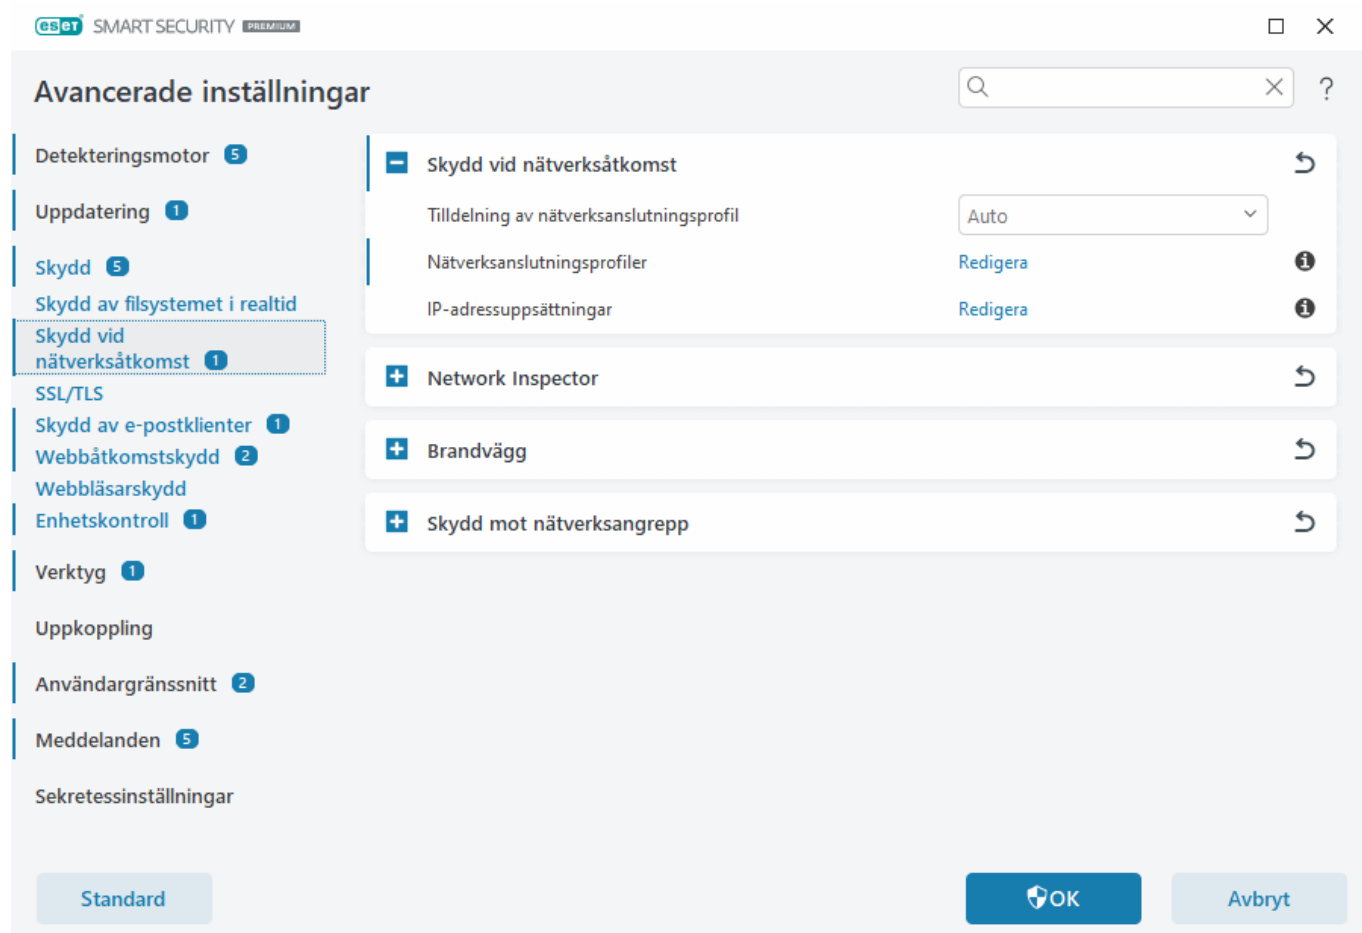 eset SMART SECURITY PREMIUM
Avancerade inställningar
?
Detekteringsmotor 5
Uppdatering 1
Skydd 5
Skydd av filsystemet i realtid
Skydd vid
nätverksåtkomst 1
SSL/TLS
Skydd av e-postklienter 1
Webbåtkomstskydd 2
Webbläsarskydd
Enhetskontroll 1
Verktyg 1
Uppkoppling
Användargränssnitt 2
Meddelanden 5
Sekretessinställningar
Skydd vid nätverksåtkomst
Tilldelning av nätverksanslutningsprofil Auto
Nätverksanslutningsprofiler Redigera
IP-adressuppsättningar Redigera
Network Inspector
Brandvägg
Skydd mot nätverksangrepp
Standard
OK
Avbryt